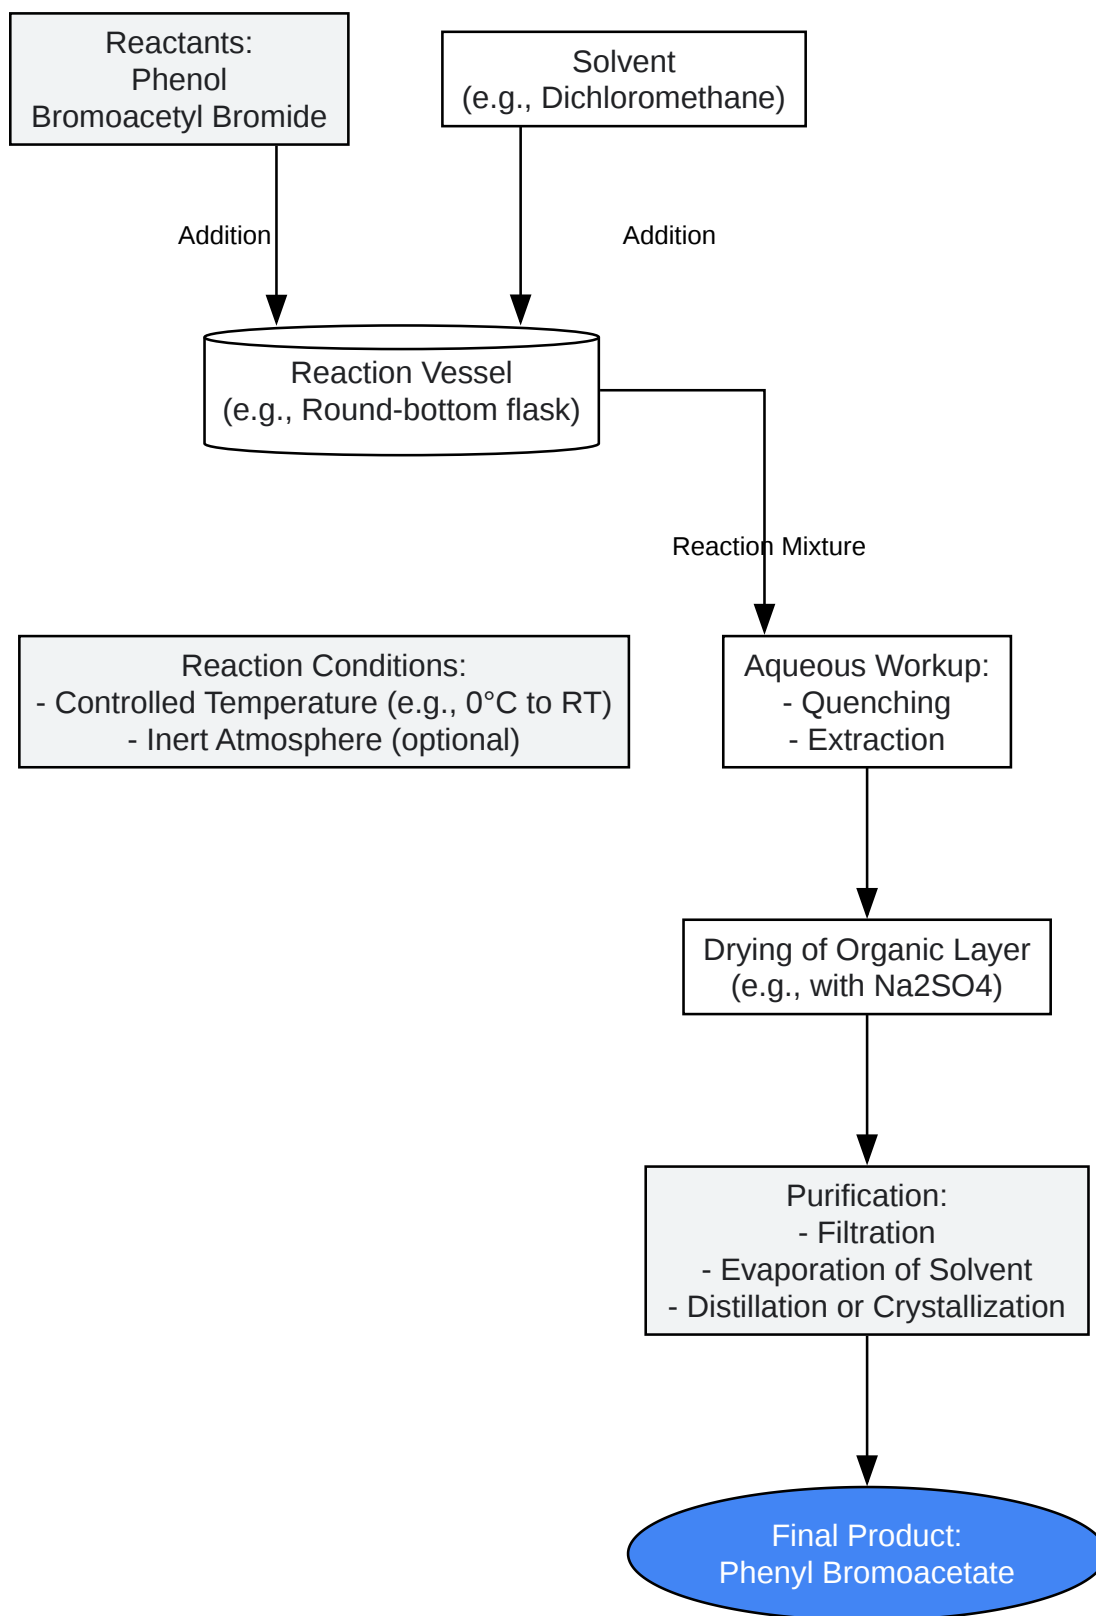 Reactants:
Phenol
Bromoacetyl Bromide
Solvent
(e.g., Dichloromethane)
Addition
Addition
Reaction Vessel
(e.g., Round-bottom flask)
Reaction Mixture
Reaction Conditions:
- Controlled Temperature (e.g., 0°C to RT)
- Inert Atmosphere (optional)
Aqueous Workup:
- Quenching
- Extraction
Drying of Organic Layer
(e.g., with Na2SO4)
Purification:
- Filtration
- Evaporation of Solvent
- Distillation or Crystallization
Final Product:
Phenyl Bromoacetate